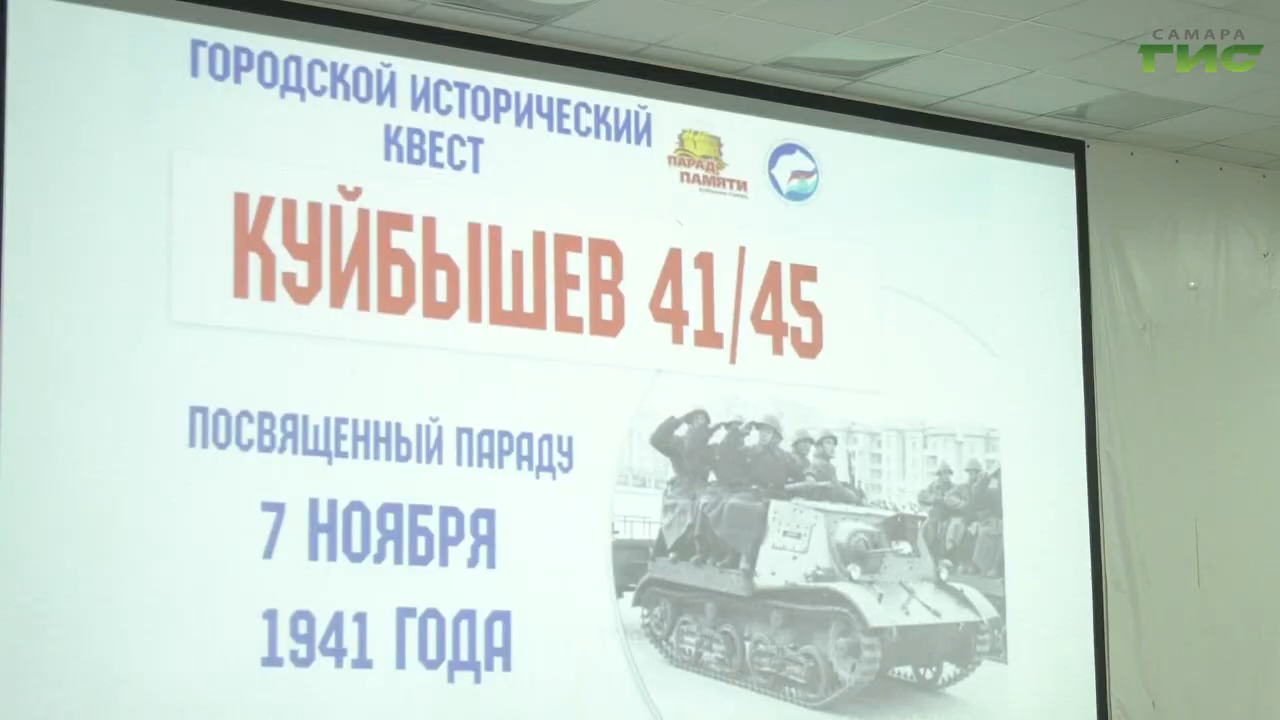 САМАРА
ГИС
ГОРОДСКОЙ ИСТОРИЧЕСКИЙ
КВЕСТ
ПАРАД
ПАМЯТИ
КУЙБЫШЕВ 41/45
ПОСВЯЩЕННЫЙ ПАРАДУ
7 НОЯБРЯ
1941 ГОДА